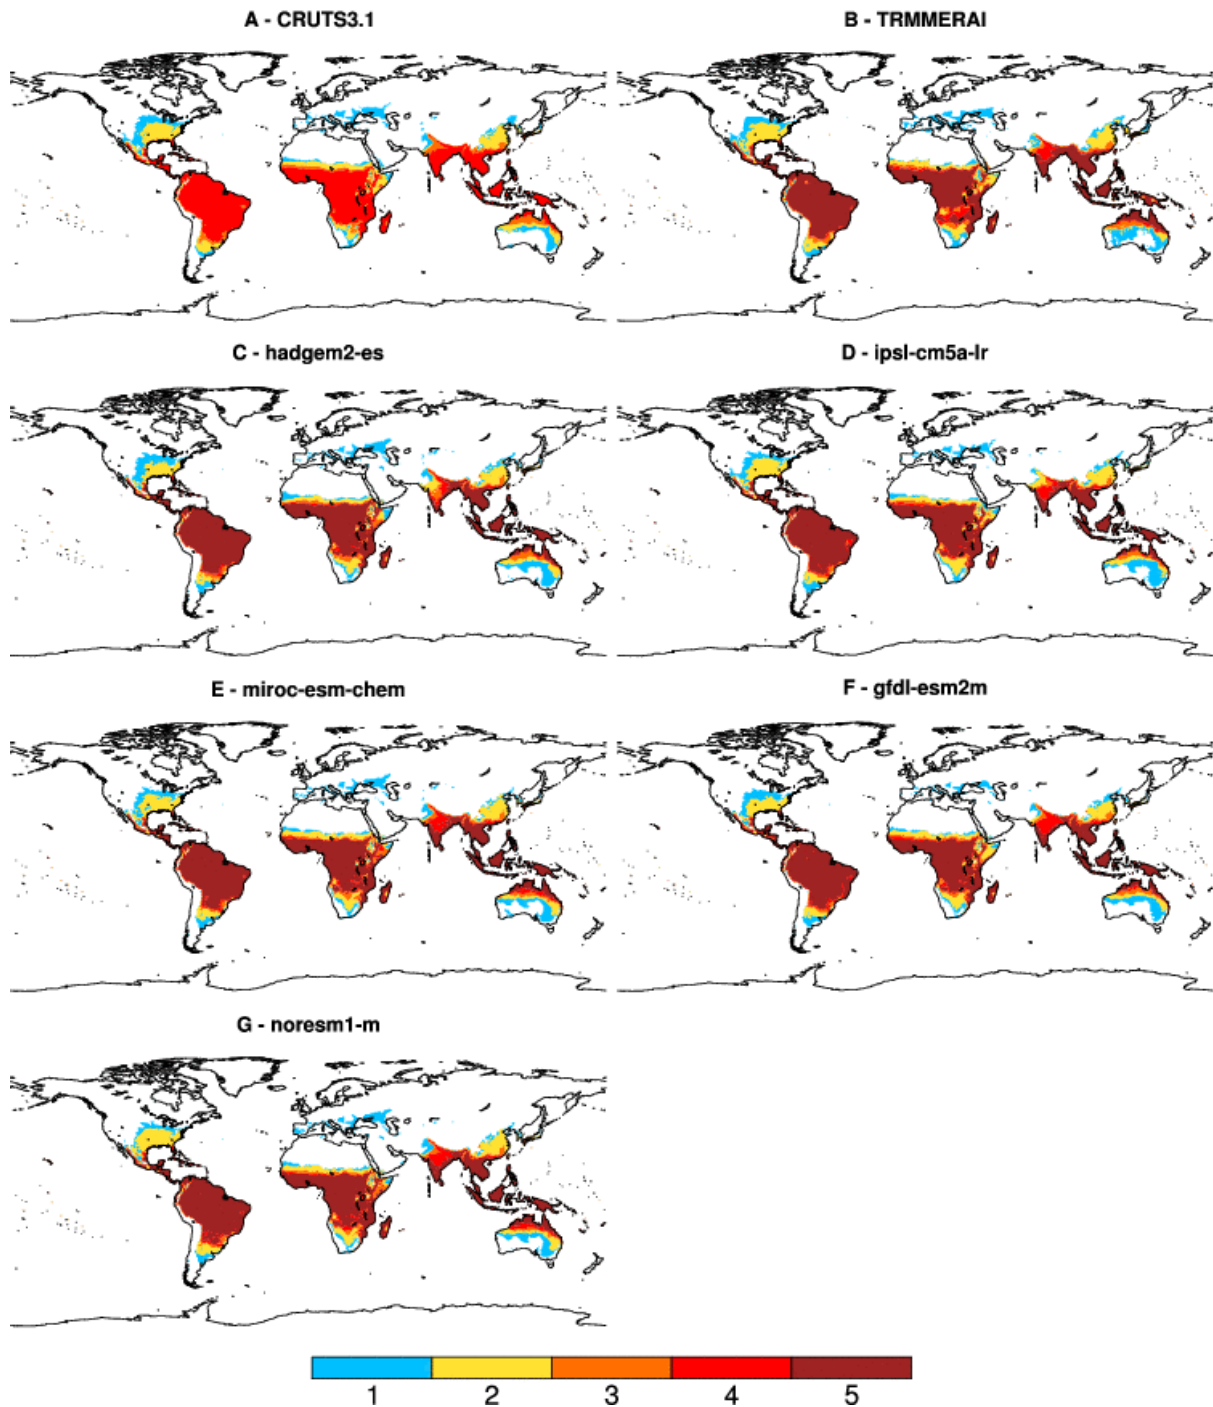 A - CRUTS3.1
B - TRMMERAI
C - hadgem2-es
D - ipsl-cm5a-lr
E - miroc-esm-chem
F - gfdl-esm2m
G - noresm1-m
1 2 3 4 5